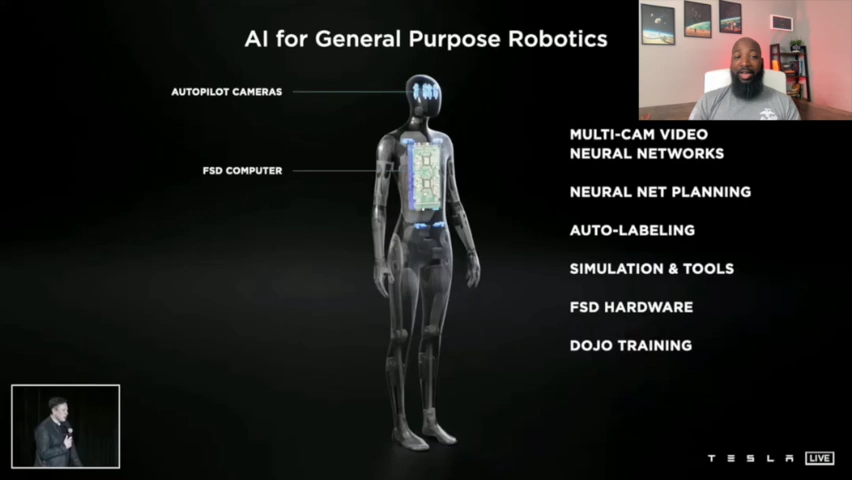 AI for General Purpose Robotics
AUTOPILOT CAMERAS
FSD COMPUTER
MULTI-CAM VIDEO
NEURAL NETWORKS
NEURAL NET PLANNING
AUTO-LABELING
SIMULATION & TOOLS
FSD HARDWARE
DOJO TRAINING
TESLA LIVE